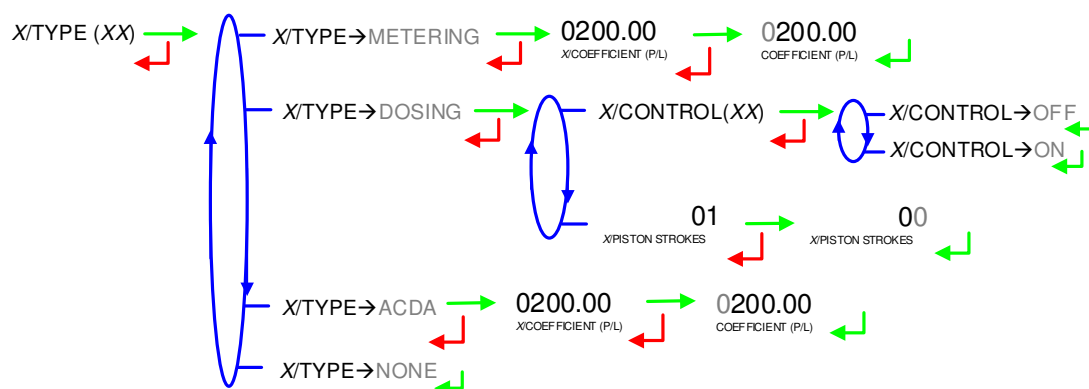 X/TYPE (XX)
X/TYPE→METERING
0200.00
X/COEFFICIENT (P/L)
0200.00
COEFFICIENT (P/L)
X/TYPE→DOSING
X/CONTROL(XX)
X/CONTROL→OFF
X/CONTROL→ON
01
X/PISTON STROKES
00
X/PISTON STROKES
X/TYPE→ACDA
0200.00
X/COEFFICIENT (P/L)
0200.00
COEFFICIENT (P/L)
X/TYPE→NONE